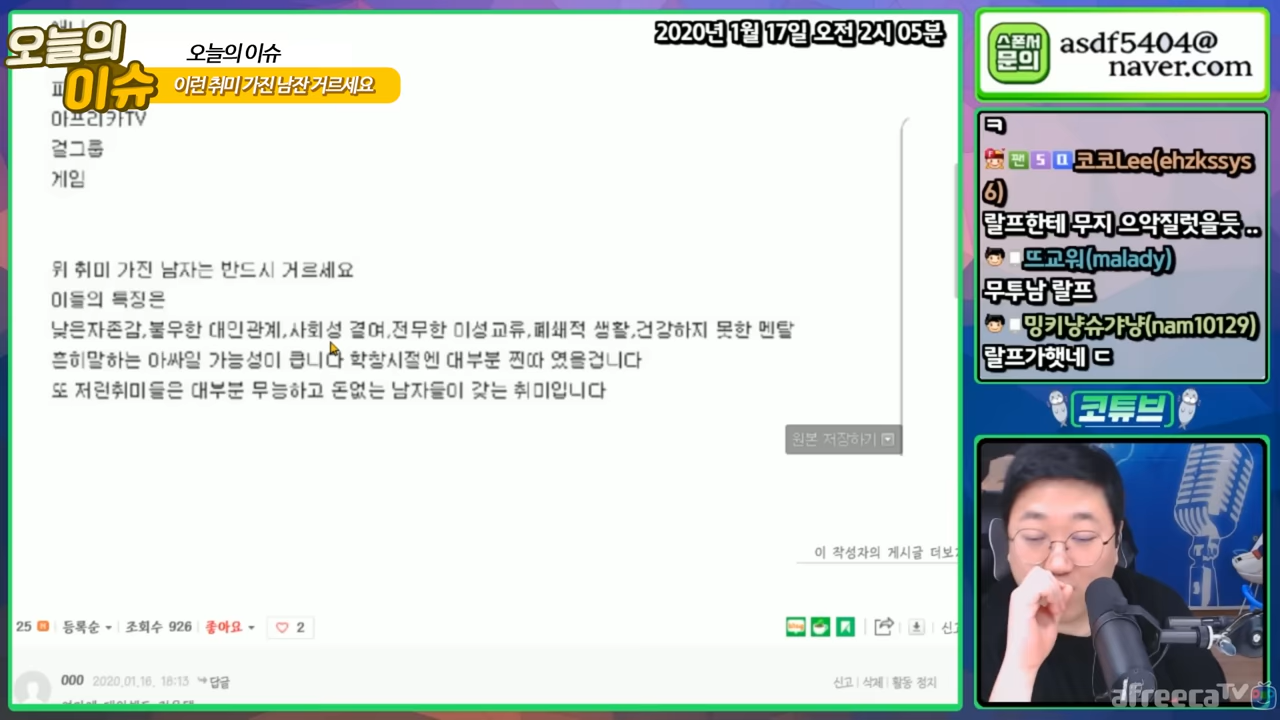 오늘의
이슈
오늘의 이슈
이런 취미 가진 남잔 거르세요
2020년 1월 17일 오전 2시 05분
아프리카TV
걸그룹
게임
위 취미 가진 남자는 반드시 거르세요
이들의 특징은
낮은자존감,불우한 대인관계,사회성 결여,전무한 이성교류,폐쇄적 생활,건강하지 못한 멘탈
흔히말하는 아싸일 가능성이 큽니다 학창시절엔 대부분 찐따 였을겁니다
또 저런취미들은 대부분 무능하고 돈없는 남자들이 갖는 취미입니다
원본 저장하기
이 작성자의 게시글 더보기
25 등록순 조회수 926 좋아요 2
신고
000 2020.01.16. 18:13 답글
신고 삭제 활동 정지
스폰서
문의
asdf5404@
naver.com
ㅋ
팬 5 코코Lee(ehzkssys
6)
랄프한테 무지 으악질럿을듯 ..
뜨교워(malady)
무투남 랄프
밍키냥슈갸냥(nam10129)
랄프가햇네 ㄷ
코튜브
afreecaTV